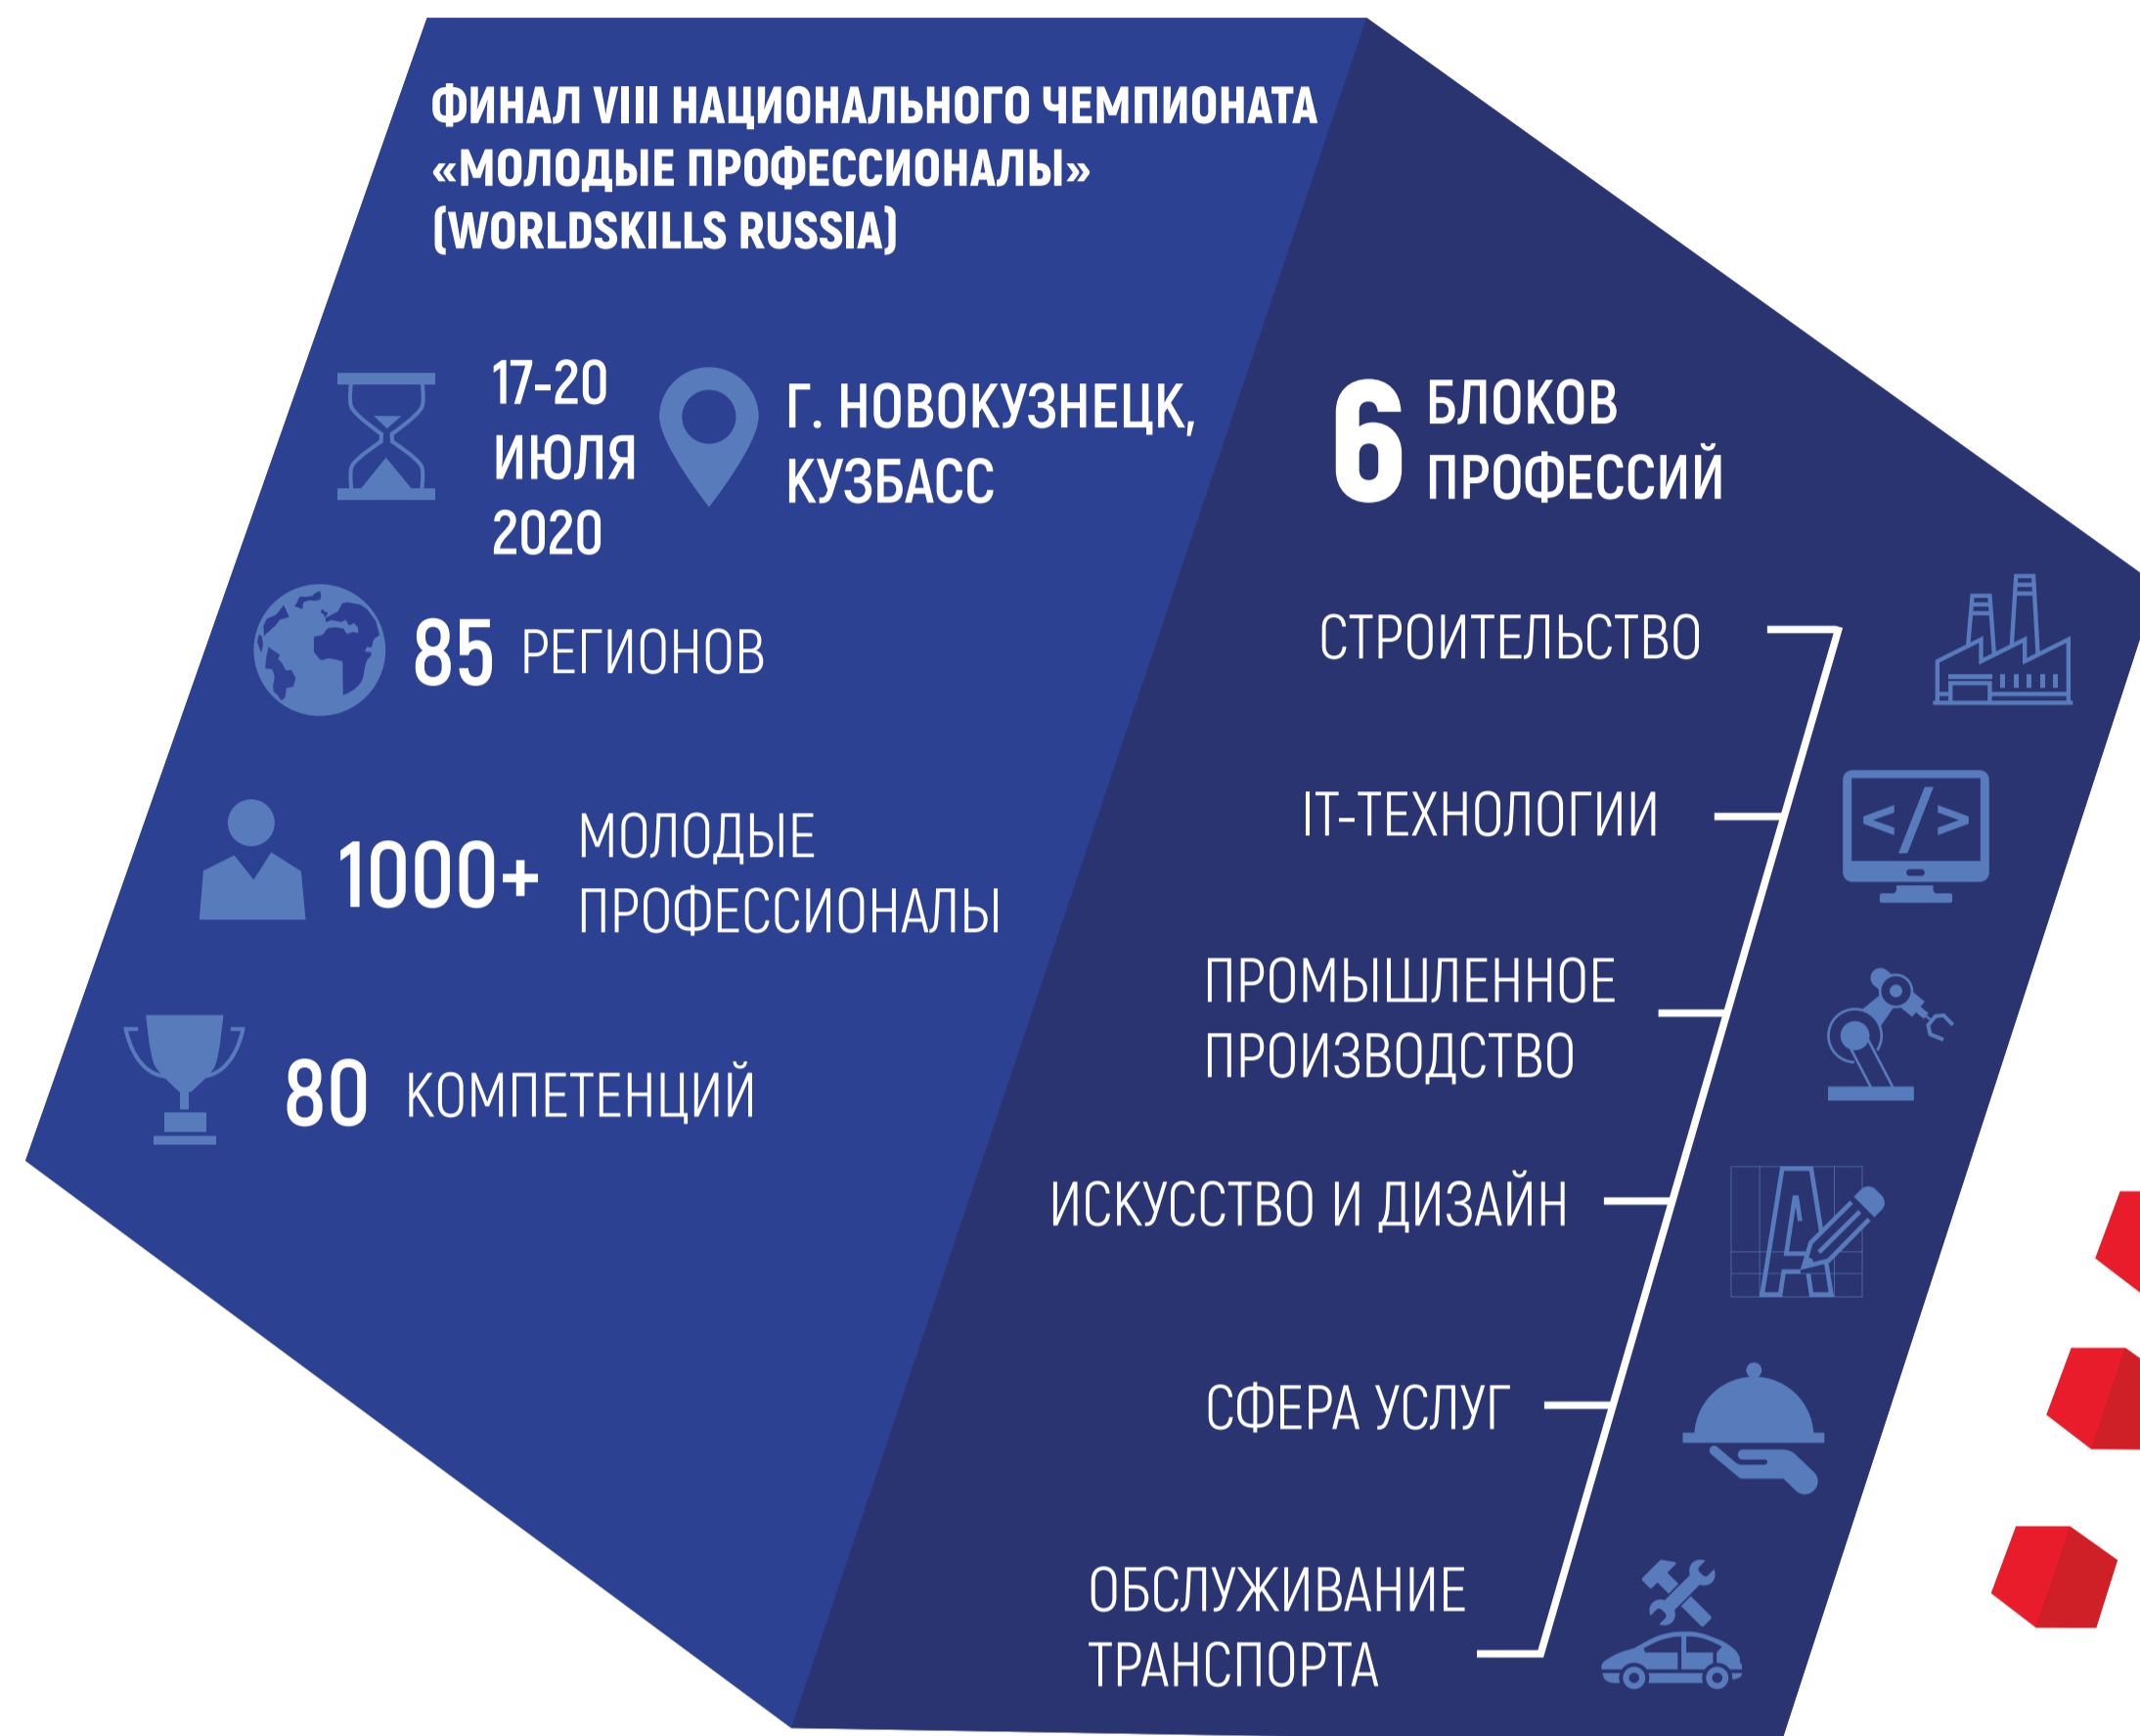 ФИНАЛ VIII НАЦИОНАЛЬНОГО ЧЕМПИОНАТА
«МОЛОДЫЕ ПРОФЕССИОНАЛЫ»
(WORLDSKILLS RUSSIA)
17-20
ИЮЛЯ
2020
Г. НОВОКУЗНЕЦК,
КУЗБАСС
85 РЕГИОНОВ
1000+ МОЛОДЫЕ
ПРОФЕССИОНАЛЫ
80 КОМПЕТЕНЦИЙ
6 БЛОКОВ
ПРОФЕССИЙ
СТРОИТЕЛЬСТВО
IT-ТЕХНОЛОГИИ
</>
ПРОМЫШЛЕННОЕ
ПРОИЗВОДСТВО
ИСКУССТВО И ДИЗАЙН
А
СФЕРА УСЛУГ
ОБСЛУЖИВАНИЕ
ТРАНСПОРТА